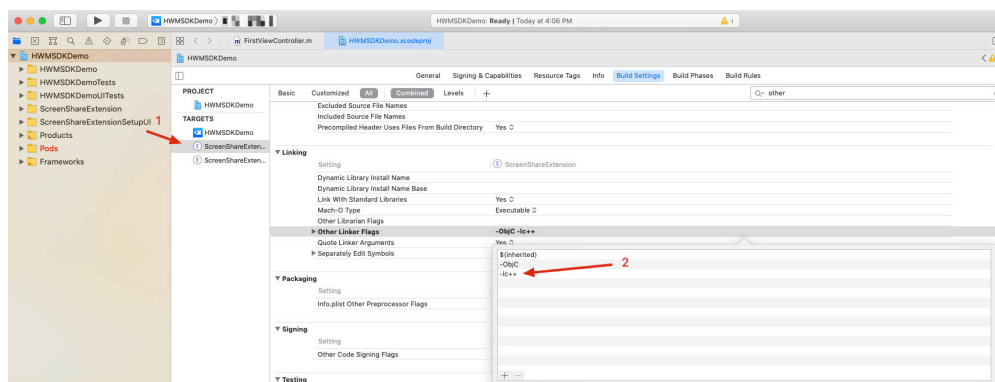 HWMSDKDemo
HWMSDKDemo: Ready | Today at 4:06 PM
1
FirstViewController.m
HWMSDKDemo.xcodeproj
HWMSDKDemo
HWMSDKDemo
HWMSDKDemoTests
HWMSDKDemoUITests
ScreenShareExtension
ScreenShareExtensionSetupUI
Products
Pods
Frameworks
1
HWMSDKDemo
General Signing & Capabilities Resource Tags Info Build Settings Build Phases Build Rules
PROJECT
HWMSDKDemo
TARGETS
HWMSDKDemo
ScreenShareExten...
ScreenShareExten...
Basic Customized All Combined Levels +
other
Excluded Source File Names
Included Source File Names
Precompiled Header Uses Files From Build Directory Yes
Linking
Setting ScreenShareExtension
Dynamic Library Install Name
Dynamic Library Install Name Base
Link With Standard Libraries Yes
Mach-O Type Executable
Other Librarian Flags
Other Linker Flags -ObjC -lc++
Quote Linker Arguments Yes
Separately Edit Symbols
$(inherited)
-ObjC
-lc++
2
Packaging
Setting
Info.plist Other Preprocessor Flags
Signing
Setting
Other Code Signing Flags
Testing